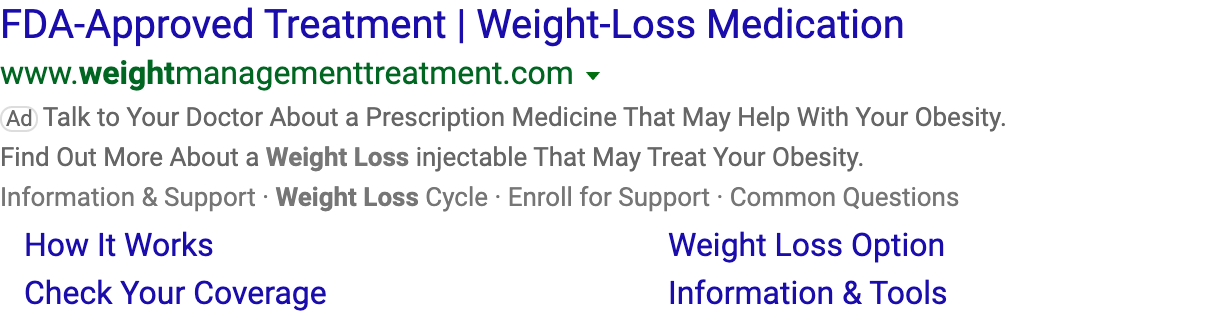 FDA-Approved Treatment | Weight-Loss Medication
www.weightmanagementtreatment.com
Ad Talk to Your Doctor About a Prescription Medicine That May Help With Your Obesity.
Find Out More About a Weight Loss injectable That May Treat Your Obesity.
Information & Support · Weight Loss Cycle · Enroll for Support · Common Questions
How It Works Weight Loss Option
Check Your Coverage Information & Tools